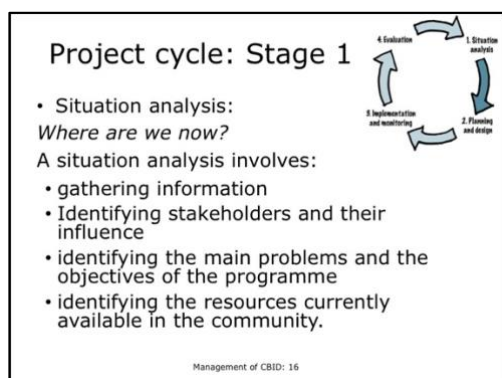 Project cycle: Stage 1
4. Evaluation
1. Situation
analysis
2. Planning
and design
3. Implementation
and monitoring
• Situation analysis:
Where are we now?
A situation analysis involves:
• gathering information
• Identifying stakeholders and their
influence
• identifying the main problems and the
objectives of the programme
• identifying the resources currently
available in the community.
Management of CBID: 16